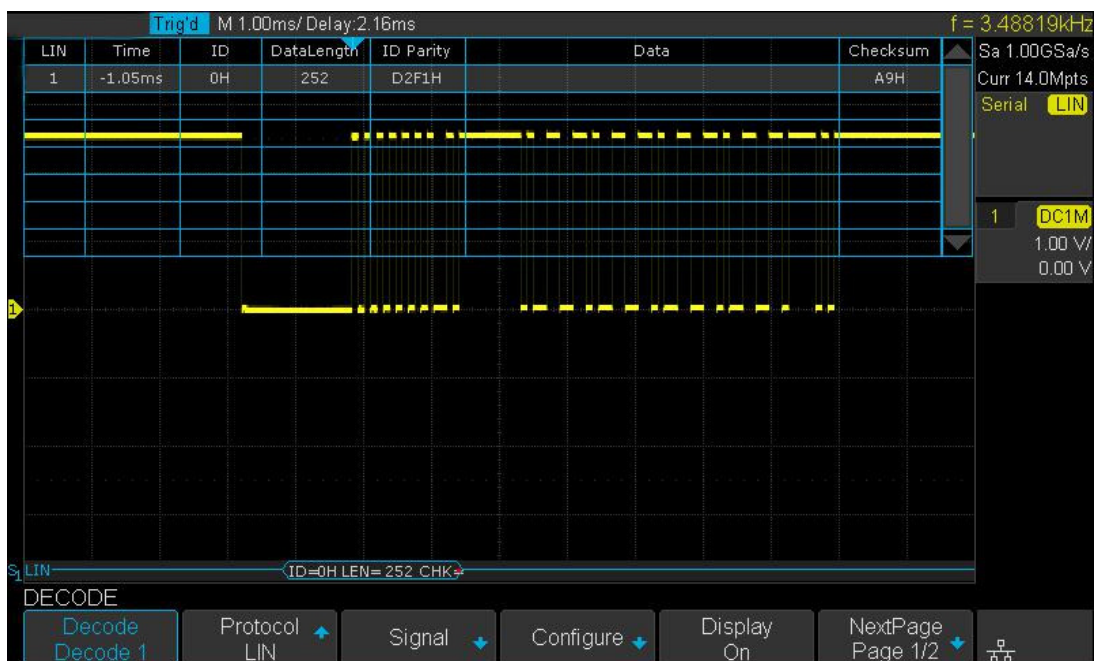 Trig'd M 1.00ms/ Delay:2.16ms f = 3.48819kHz
LIN Time ID DataLength ID Parity Data Checksum Sa 1.00GSa/s
1 -1.05ms 0H 252 D2F1H A9H Curr 14.0Mpts
Serial LIN
1 DC1M
1.00 V/
0.00 V
1
S1 LIN ID=0H LEN= 252 CHK=
DECODE
Decode Protocol Signal Configure Display NextPage
Decode 1 LIN On Page 1/2